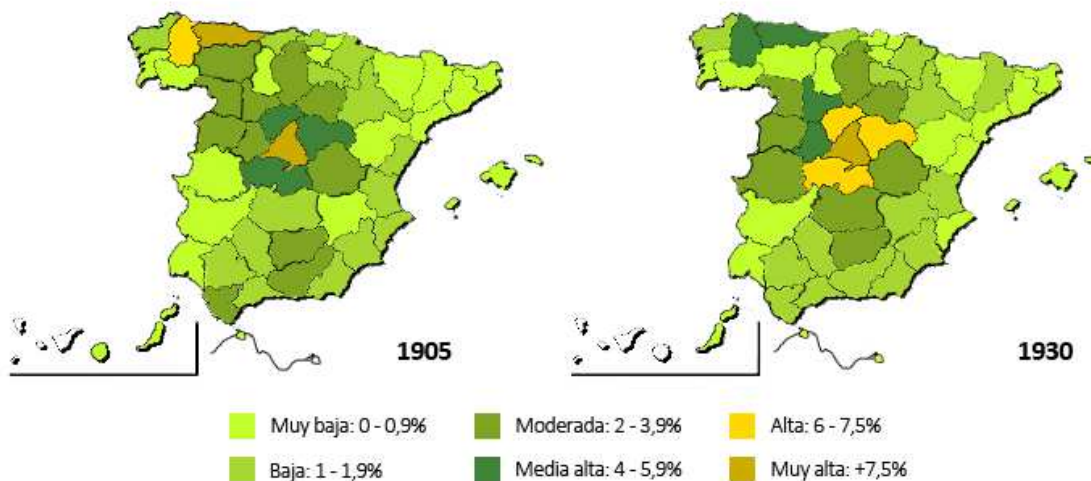 1905
1930
Muy baja: 0 - 0,9%
Moderada: 2 - 3,9%
Alta: 6 - 7,5%
Baja: 1 - 1,9%
Media alta: 4 - 5,9%
Muy alta: +7,5%